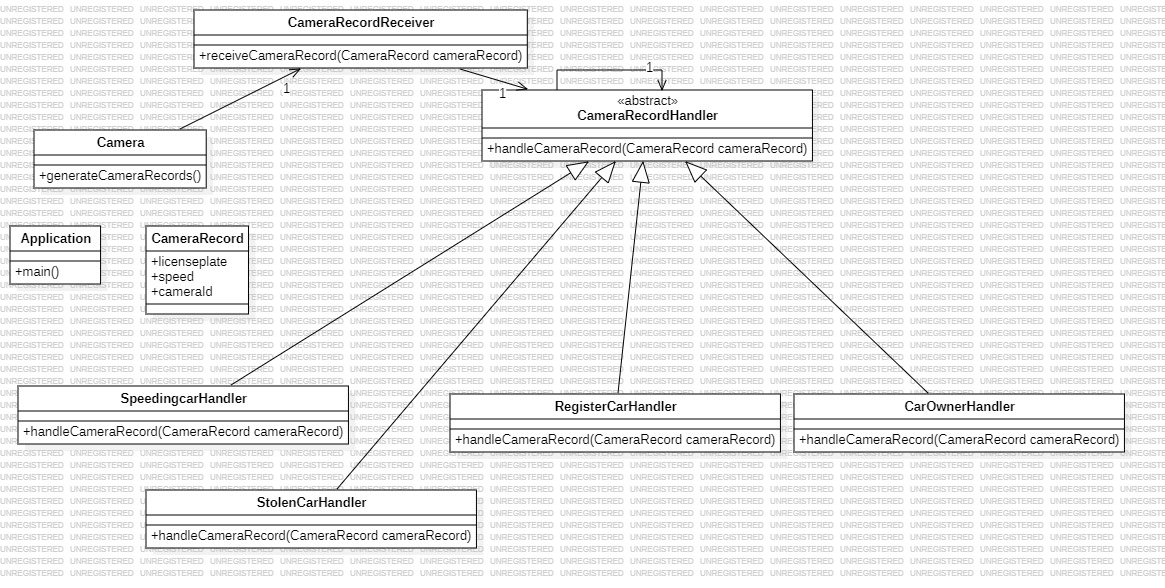 CameraRecordReceiver
+receiveCameraRecord(CameraRecord cameraRecord)
1
1
1
«abstract»
CameraRecordHandler
+handleCameraRecord(CameraRecord cameraRecord)
Camera
+generateCameraRecords()
Application
+main()
CameraRecord
+licenseplate
+speed
+cameraId
SpeedingcarHandler
+handleCameraRecord(CameraRecord cameraRecord)
RegisterCarHandler
+handleCameraRecord(CameraRecord cameraRecord)
CarOwnerHandler
+handleCameraRecord(CameraRecord cameraRecord)
StolenCarHandler
+handleCameraRecord(CameraRecord cameraRecord)
UNREGISTERED